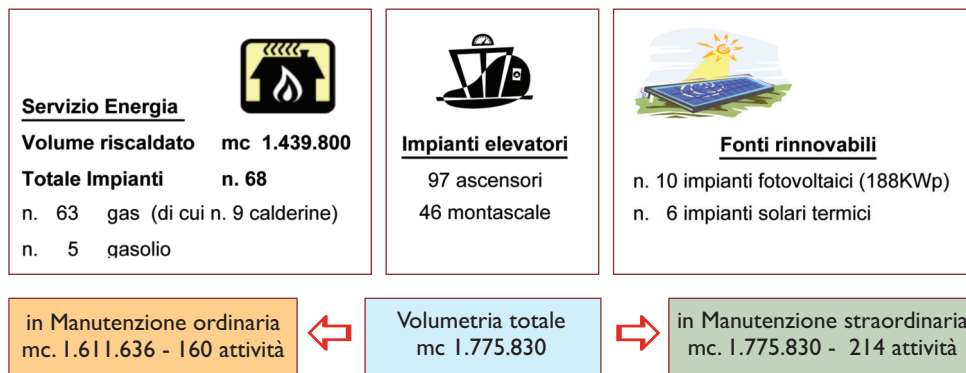 Servizio Energia
Volume riscaldato mc 1.439.800
Totale Impianti n. 68
n. 63 gas (di cui n. 9 calderine)
n. 5 gasolio
Impianti elevatori
97 ascensori
46 montascale
Fonti rinnovabili
n. 10 impianti fotovoltaici (188KWp)
n. 6 impianti solari termici
in Manutenzione ordinaria
mc. 1.611.636 - 160 attività
Volumetria totale
mc 1.775.830
in Manutenzione straordinaria
mc. 1.775.830 - 214 attività